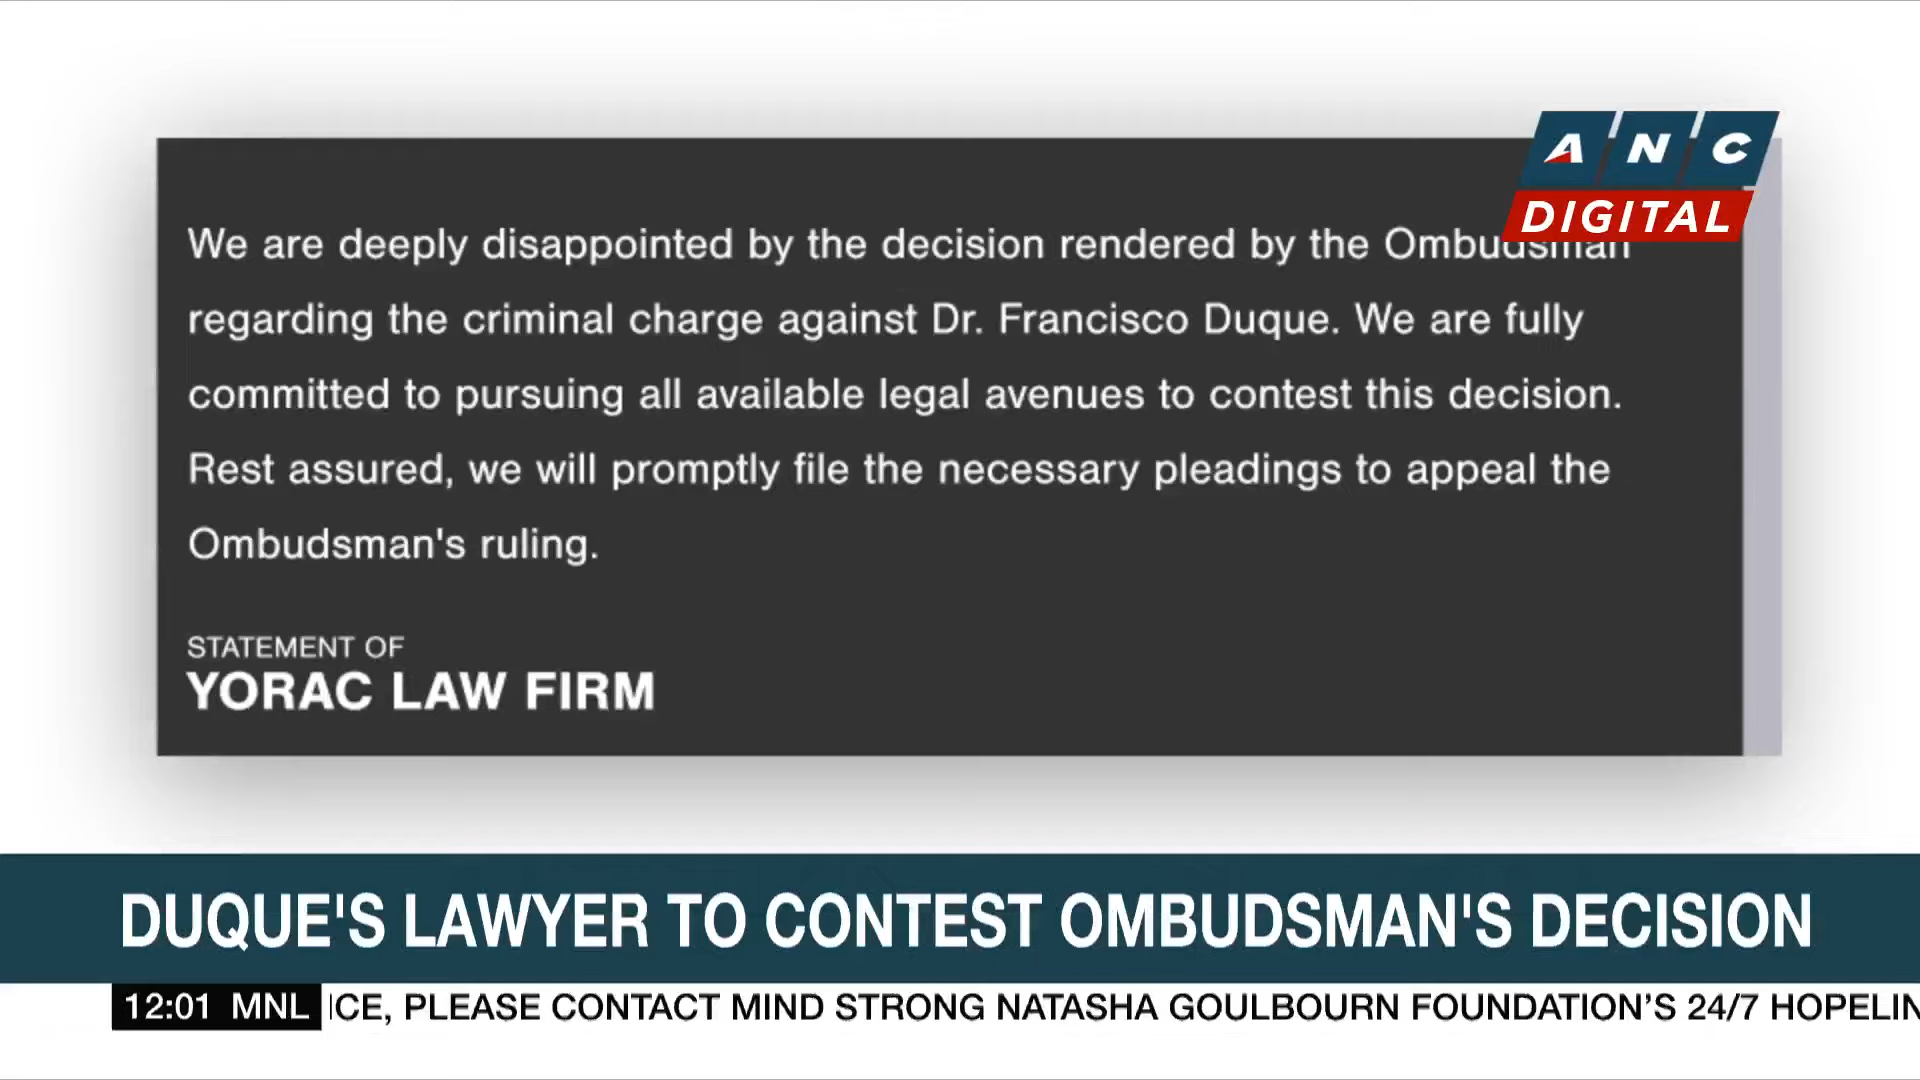 ANC
DIGITAL
We are deeply disappointed by the decision rendered by the Ombudsman
regarding the criminal charge against Dr. Francisco Duque. We are fully
committed to pursuing all available legal avenues to contest this decision.
Rest assured, we will promptly file the necessary pleadings to appeal the
Ombudsman's ruling.
STATEMENT OF
YORAC LAW FIRM
DUQUE'S LAWYER TO CONTEST OMBUDSMAN'S DECISION
12:01 MNL ICE, PLEASE CONTACT MIND STRONG NATASHA GOULBOURN FOUNDATION’S 24/7 HOPELIN